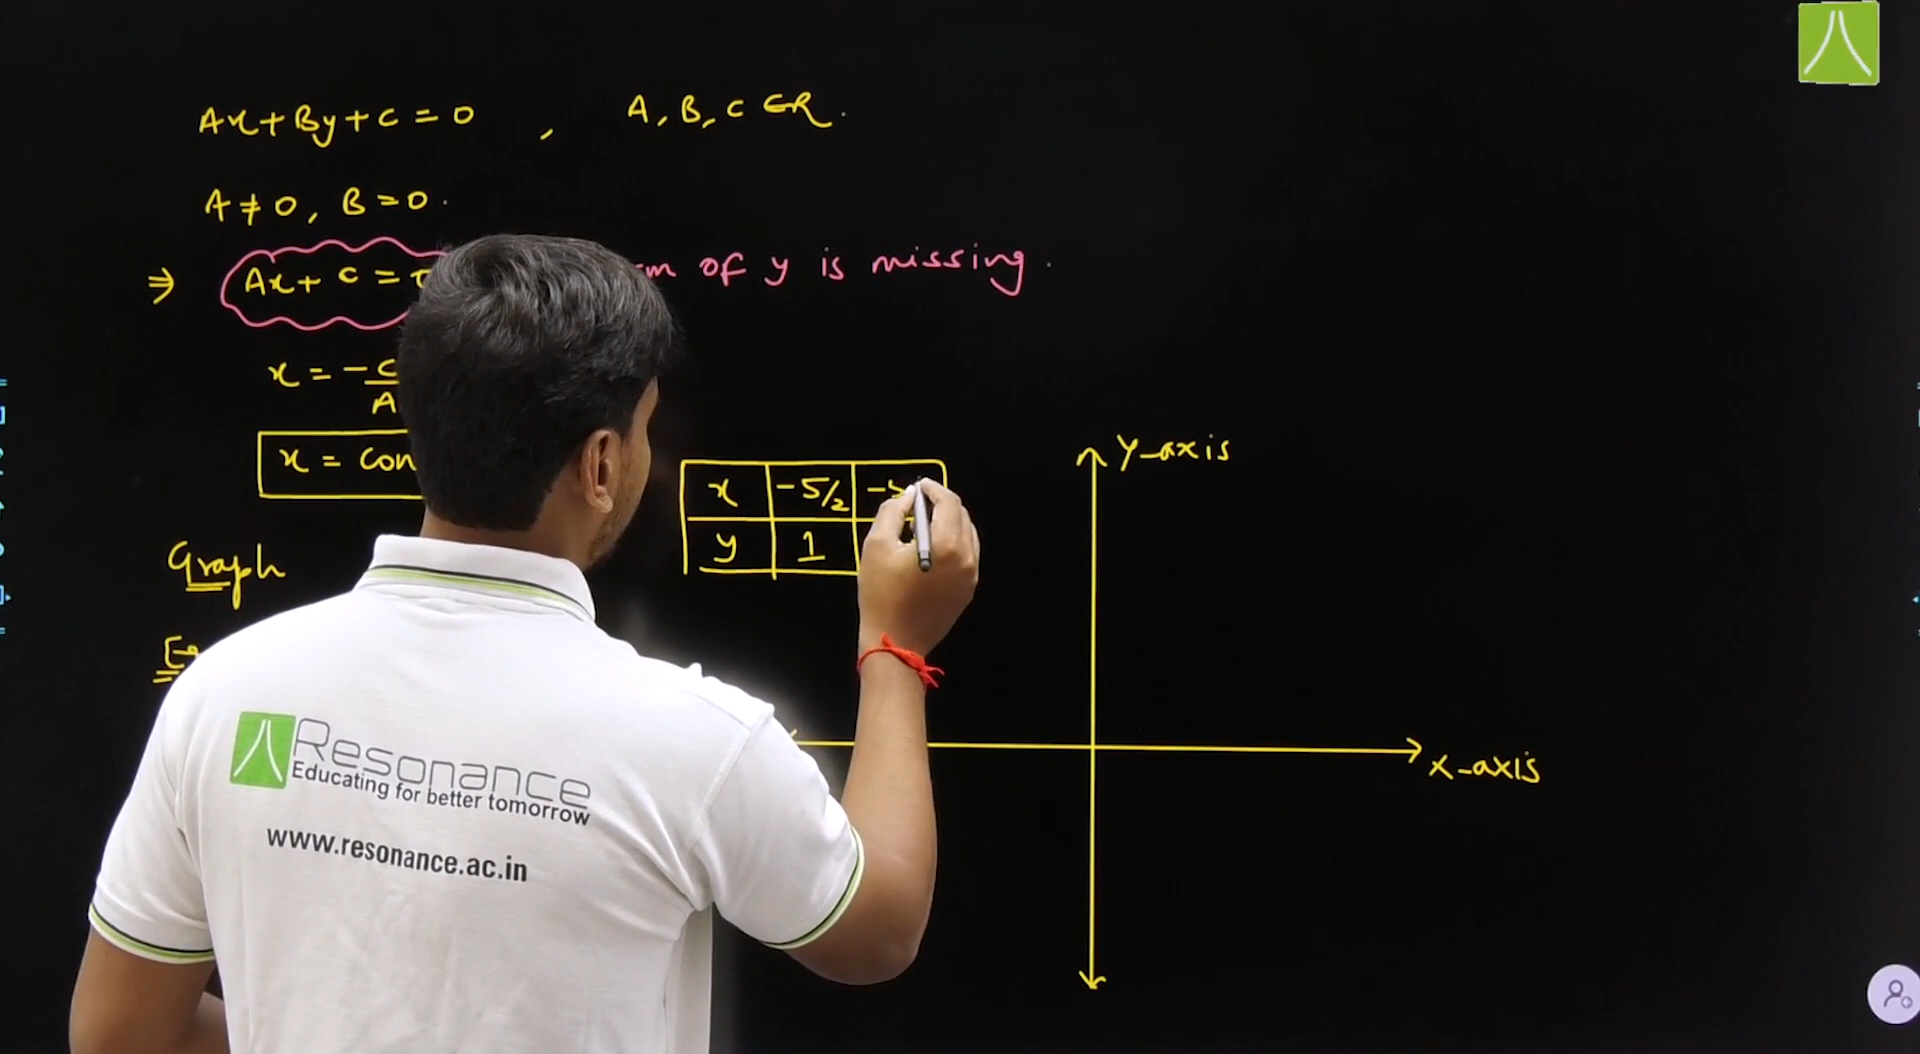 Ax+By+C=0 , A, B, C ∈R.
A≠0, B=0.
⇒ Ax+ C = of y is missing.
x = -C/A
x =
x -5/2
y 1
Graph
Y-axis
X-axis
Resonance
Educating for better tomorrow
www.resonance.ac.in